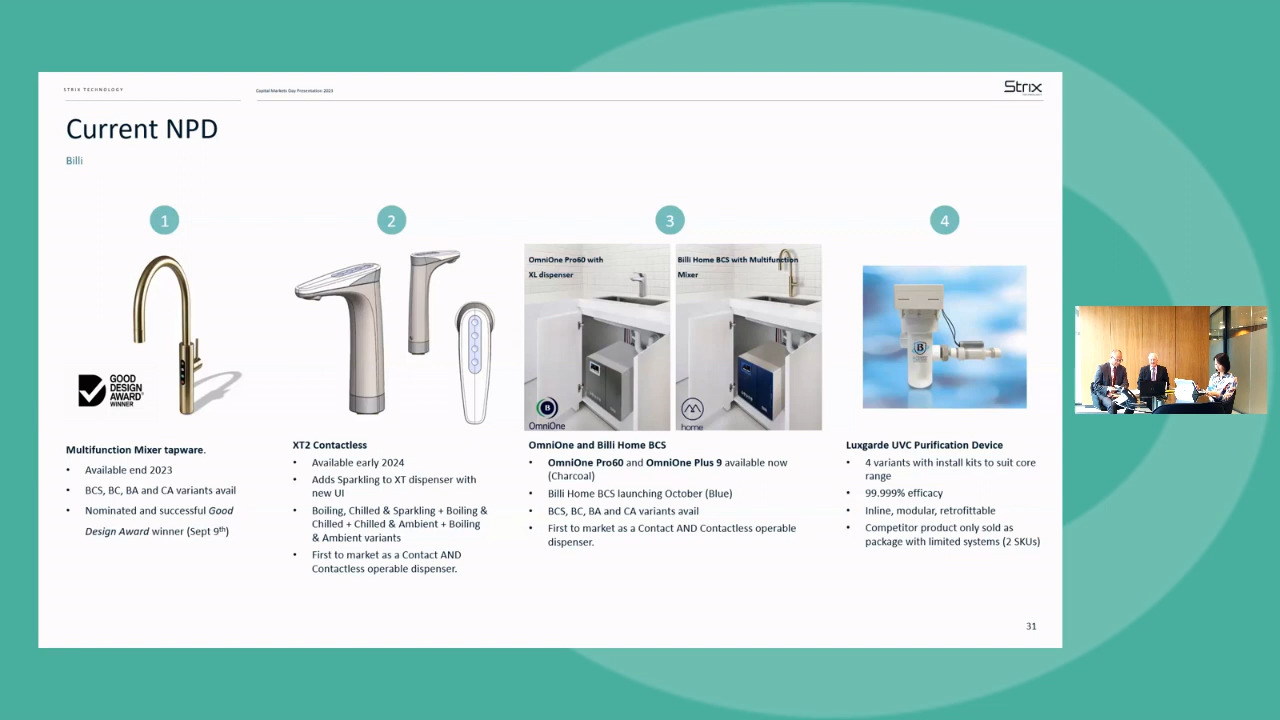 STRIX TECHNOLOGY
Capital Markets Day Presentation 2023
Strix
Current NPD
Billi
1
2
3
4
GOOD
DESIGN
AWARD
WINNER
OmniOne Pro60 with
XL dispenser
OmniOne
Billi Home BCS with Multifunction
Mixer
home
B
Multifunction Mixer tapware.
• Available end 2023
• BCS, BC, BA and CA variants avail
• Nominated and successful Good
Design Award winner (Sept 9th)
XT2 Contactless
• Available early 2024
• Adds Sparkling to XT dispenser with
new UI
• Boiling, Chilled & Sparkling + Boiling &
Chilled + Chilled & Ambient + Boiling
& Ambient variants
• First to market as a Contact AND
Contactless operable dispenser.
OmniOne and Billi Home BCS
• OmniOne Pro60 and OmniOne Plus 9 available now
(Charcoal)
• Billi Home BCS launching October (Blue)
• BCS, BC, BA and CA variants avail
• First to market as a Contact AND Contactless operable
dispenser.
Luxgarde UVC Purification Device
• 4 variants with install kits to suit core
range
• 99.999% efficacy
• Inline, modular, retrofittable
• Competitor product only sold as
package with limited systems (2 SKUs)
31